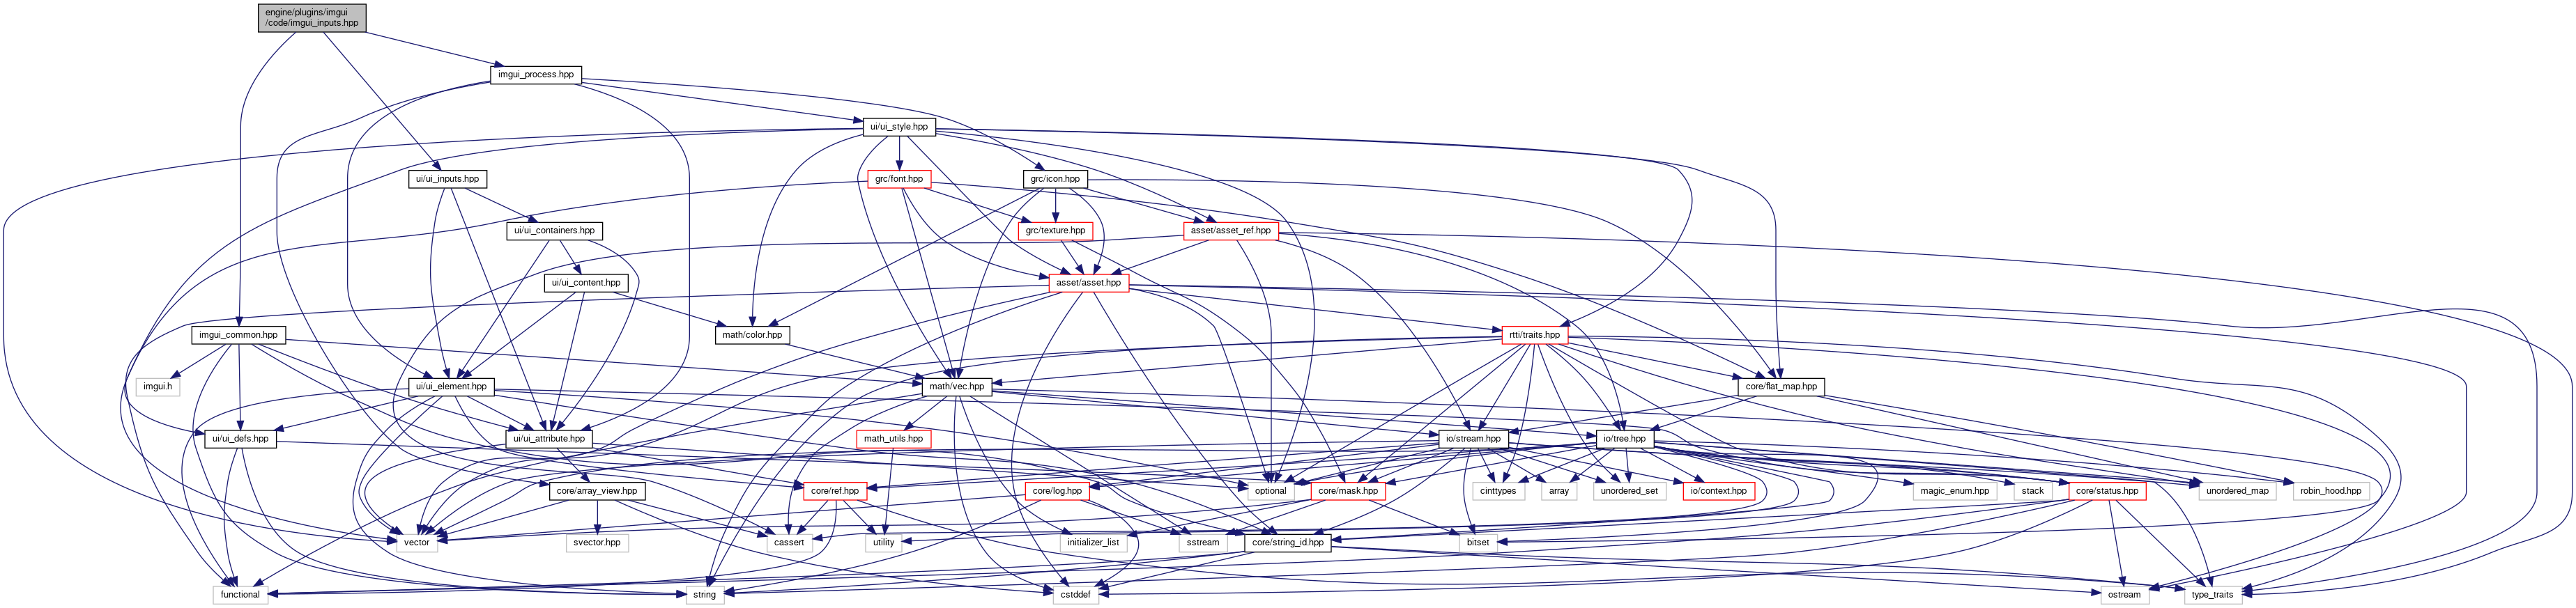 engine/plugins/imgui
/code/imgui_inputs.hpp
imgui_process.hpp
ui/ui_style.hpp
ui/ui_inputs.hpp
grc/font.hpp
grc/icon.hpp
ui/ui_containers.hpp
grc/texture.hpp
asset/asset_ref.hpp
ui/ui_content.hpp
asset/asset.hpp
imgui_common.hpp
math/color.hpp
rtti/traits.hpp
imgui.h
ui/ui_element.hpp
math/vec.hpp
core/flat_map.hpp
ui/ui_defs.hpp
ui/ui_attribute.hpp
math_utils.hpp
io/stream.hpp
io/tree.hpp
core/array_view.hpp
core/ref.hpp
core/log.hpp
optional
core/mask.hpp
cinttypes
array
unordered_set
io/context.hpp
magic_enum.hpp
stack
core/status.hpp
unordered_map
robin_hood.hpp
vector
svector.hpp
cassert
utility
initializer_list
sstream
core/string_id.hpp
bitset
functional
string
cstddef
ostream
type_traits